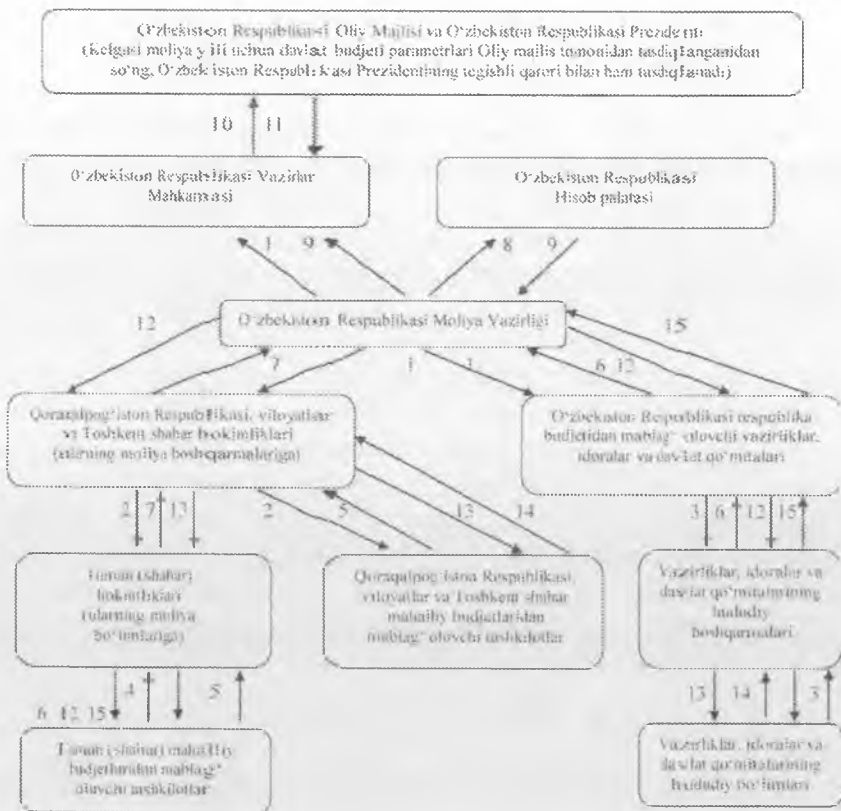 O‘zbekiston Respublikasi Oliy Majlisi va O‘zbekiston Respublikasi Prezidenti
(Kelgusi moliya yili uchun davlat budjeti parametrlari Oliy majlis tomonidan tasdiqlanganidan
so‘ng, O‘zbekiston Respublikasi Prezidentining tegishli qarori bilan ham tasdiqlanadi)
10 11
O‘zbekiston Respublikasi Vazirlar
Mahkamasi
O‘zbekiston Respublikasi
Hisob palatasi
1 9 8 9
O‘zbekiston Respublikasi Moliya Vazirligi
12 15
7 1 1 6 12
Qoraqalpog‘iston Respublikasi, viloyatlar
va Toshkent shahar hokimliklari
(ularning moliya boshqarmalariga)
O‘zbekiston Respublikasi respublika
budjetidan mablag‘ oluvchi vazirliklar,
idoralar va davlat qo‘mitalari
2 7 13 2 5 13 14 3 6 12 15
Tuman (shahar)
hokimliklari
(ularning moliya
bo‘limlariga)
Qoraqalpog‘iston Respublikasi,
viloyatlar va Toshkent shahar
mahalliy budjetlaridan
mablag‘ oluvchi tashkilotlar
Vazirliklar, idoralar va
davlat qo‘mitalarining
hududiy
boshqarmalari
4 5
6 12 15
13 14 3
Tuman (shahar) mahalliy
budjetlaridan mablag‘
oluvchi tashkilotlar
Vazirliklar, idoralar va
davlat qo‘mitalarining
hududiy bo‘limlari